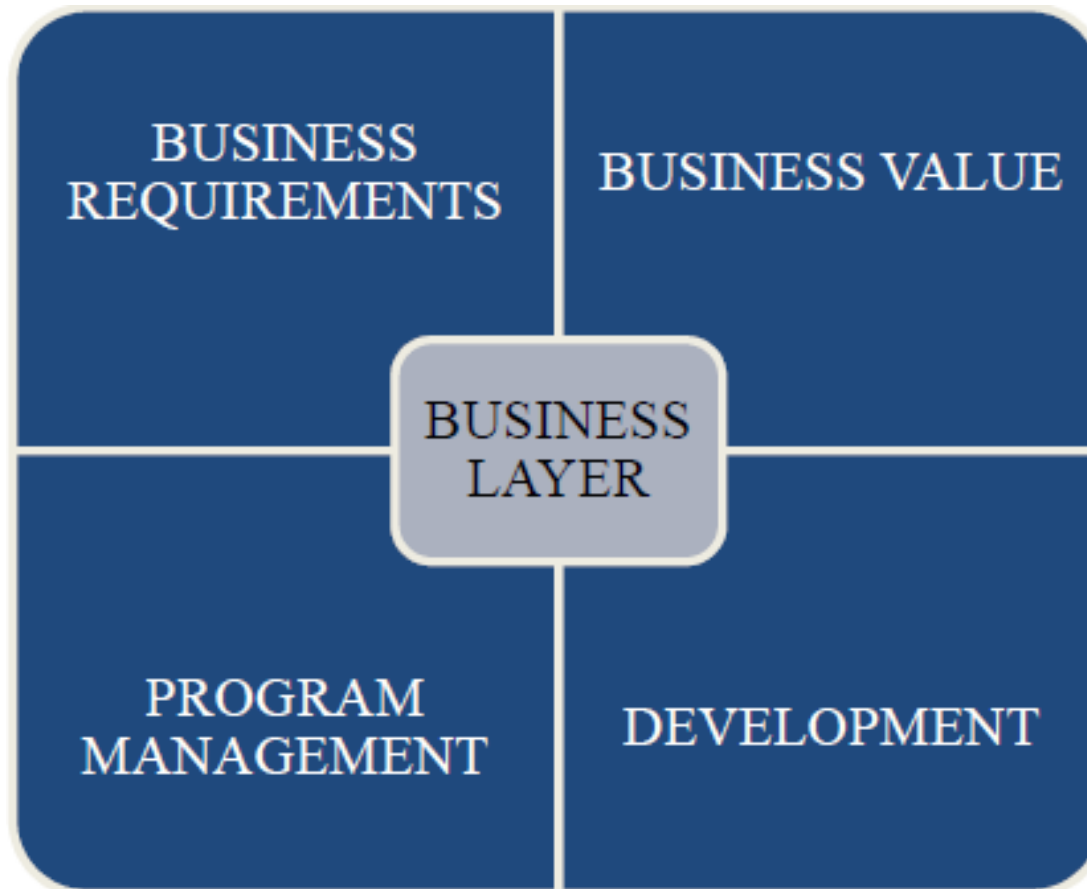 BUSINESS
REQUIREMENTS
BUSINESS VALUE
BUSINESS
LAYER
PROGRAM
MANAGEMENT
DEVELOPMENT